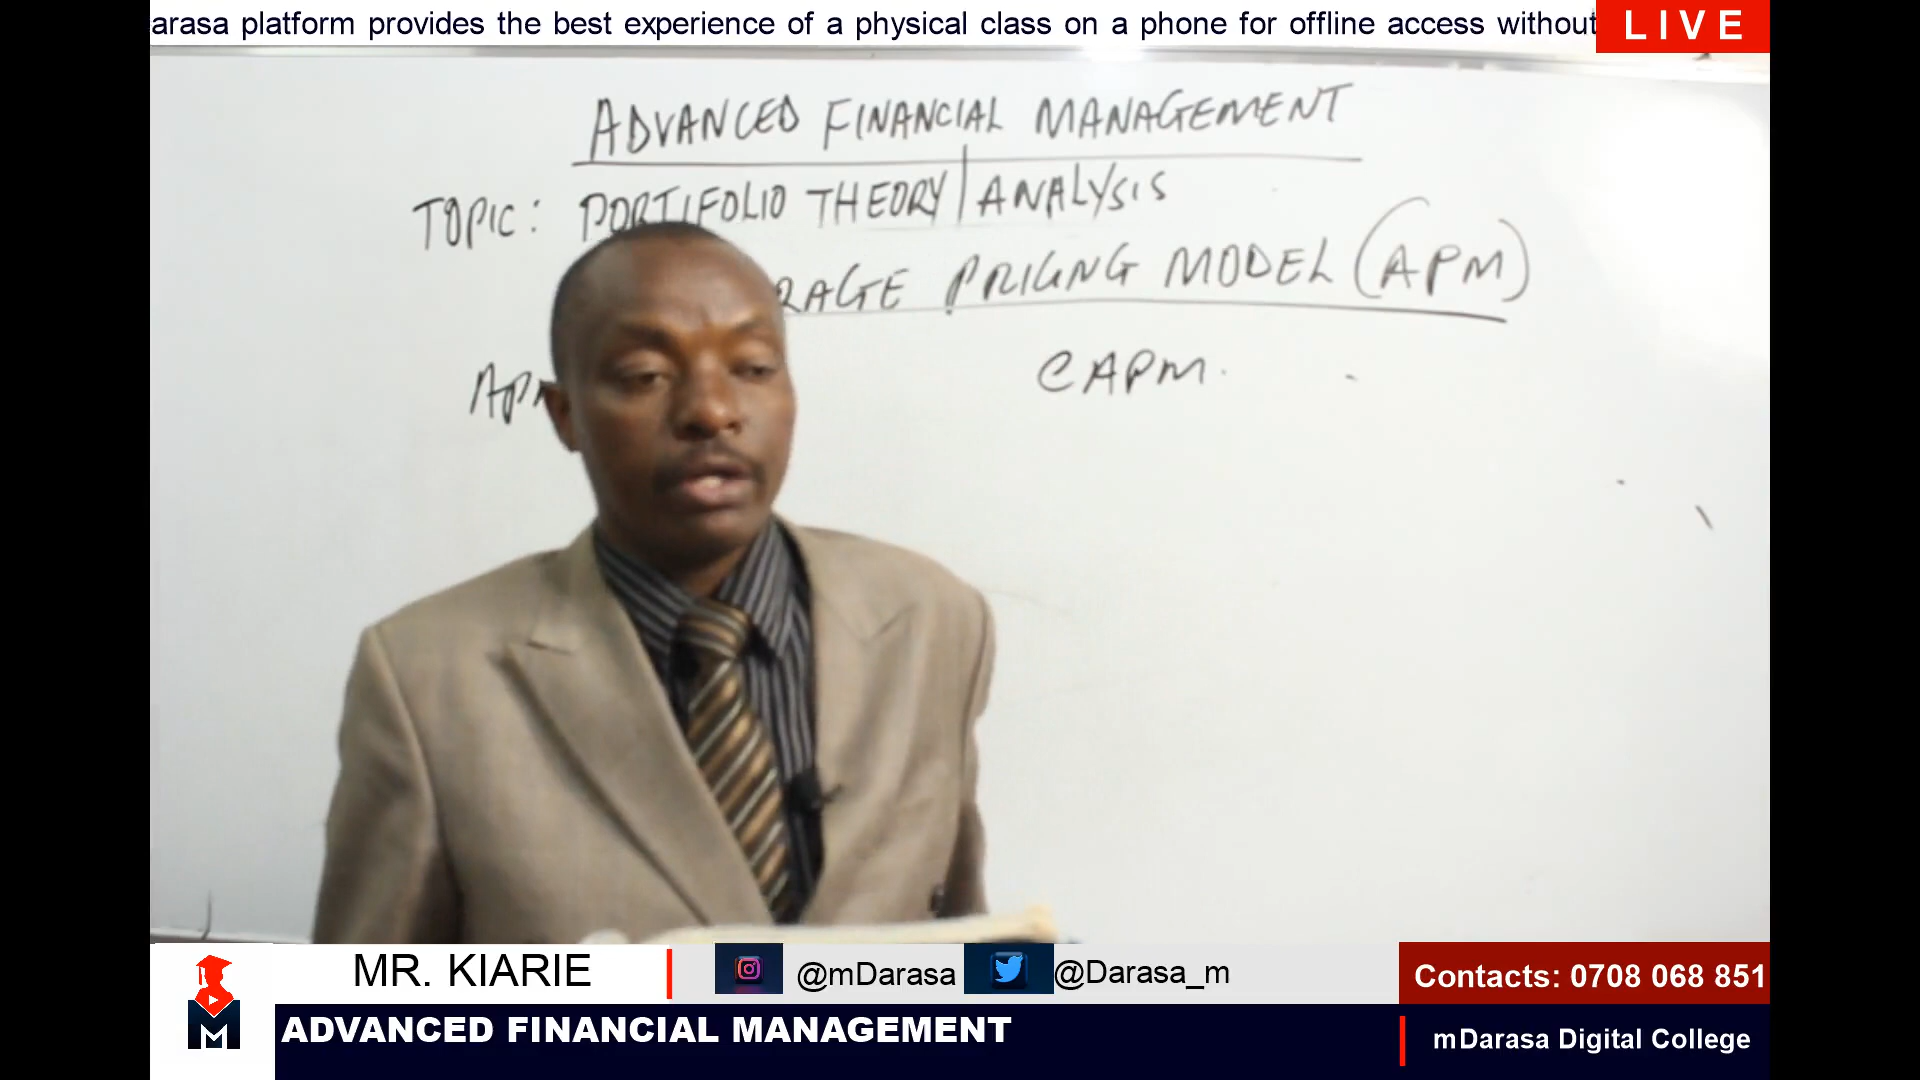 arasa platform provides the best experience of a physical class on a phone for offline access without
LIVE
ADVANCED FINANCIAL MANAGEMENT
TOPIC: PORTIFOLIO THEORY/ANALYSIS
RAGE PRICING MODEL (APM)
APM
CAPM.
MR. KIARIE
@mDarasa
@Darasa_m
Contacts: 0708 068 851
M
ADVANCED FINANCIAL MANAGEMENT
mDarasa Digital College